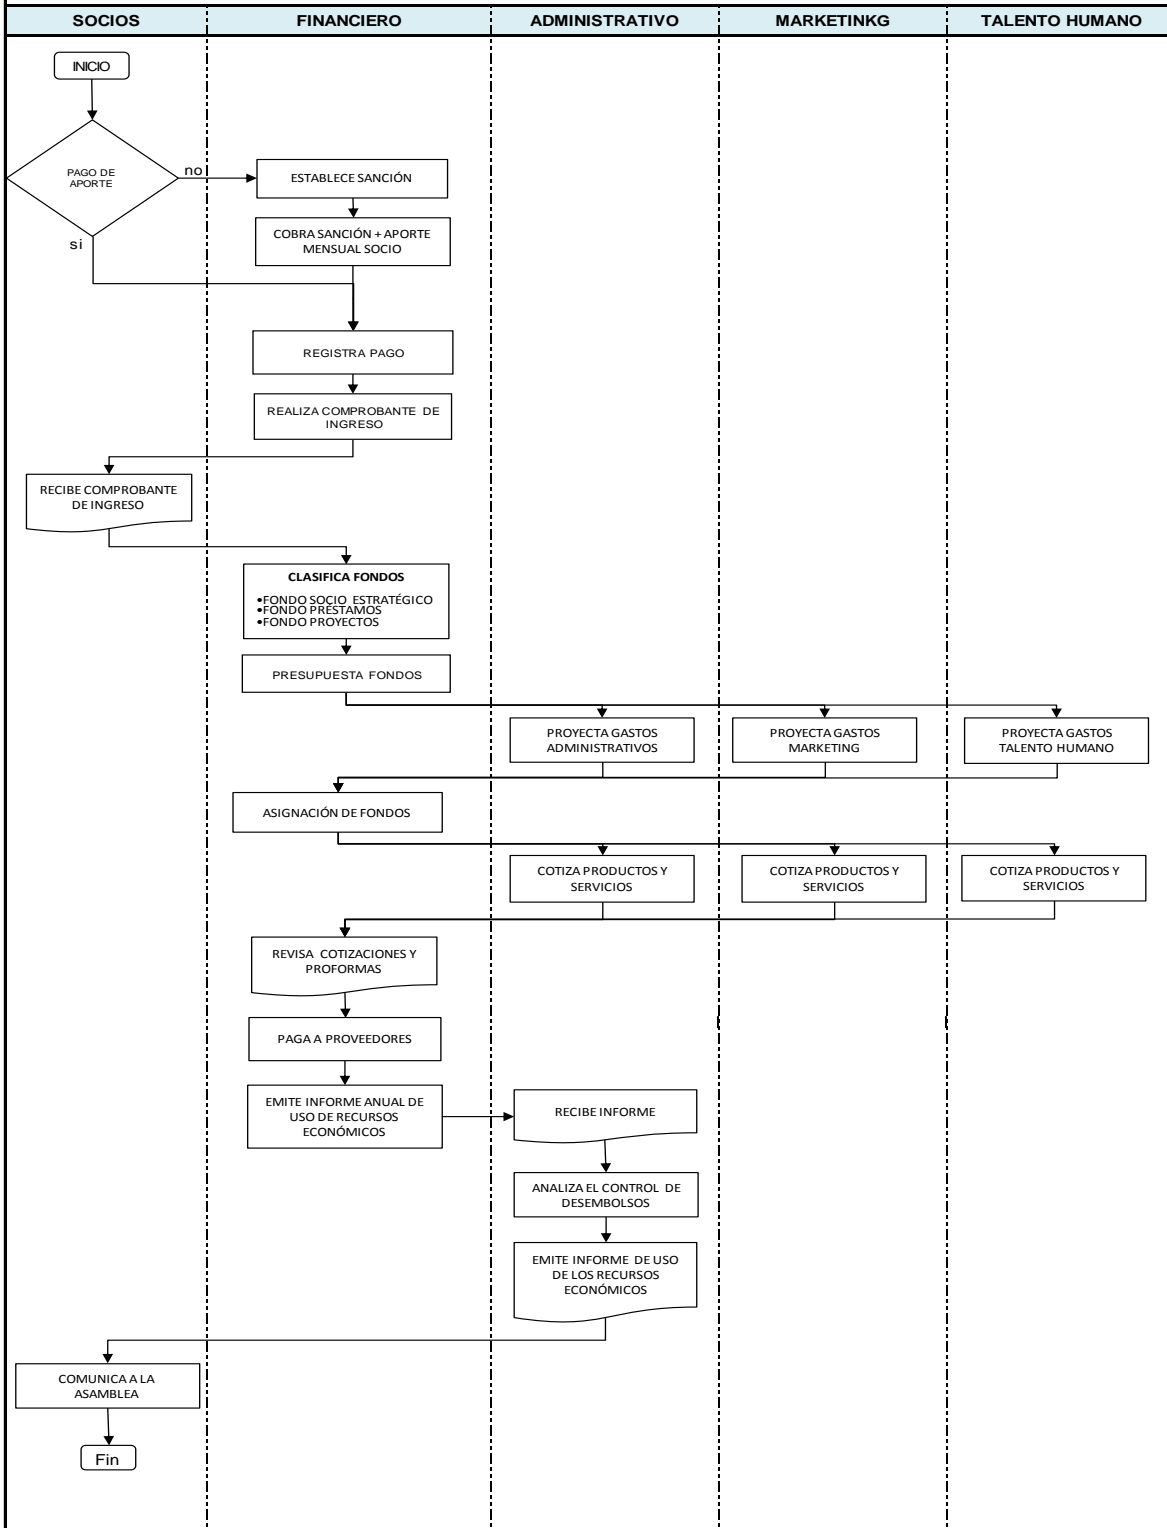 SOCIOS
FINANCIERO
ADMINISTRATIVO
MARKETINKG
TALENTO HUMANO
INICIO
PAGO DE
APORTE
no
si
ESTABLECE SANCIÓN
COBRA SANCIÓN + APORTE
MENSUAL SOCIO
REGISTRA PAGO
REALIZA COMPROBANTE DE
INGRESO
RECIBE COMPROBANTE
DE INGRESO
CLASIFICA FONDOS
•FONDO SOCIO ESTRATÉGICO
•FONDO PRÉSTAMOS
•FONDO PROYECTOS
PRESUPUESTA FONDOS
PROYECTA GASTOS
ADMINISTRATIVOS
PROYECTA GASTOS
MARKETING
PROYECTA GASTOS
TALENTO HUMANO
ASIGNACIÓN DE FONDOS
COTIZA PRODUCTOS Y
SERVICIOS
COTIZA PRODUCTOS Y
SERVICIOS
COTIZA PRODUCTOS Y
SERVICIOS
REVISA COTIZACIONES Y
PROFORMAS
PAGA A PROVEEDORES
EMITE INFORME ANUAL DE
USO DE RECURSOS
ECONÓMICOS
RECIBE INFORME
ANALIZA EL CONTROL DE
DESEMBOLSOS
EMITE INFORME DE USO
DE LOS RECURSOS
ECONÓMICOS
COMUNICA A LA
ASAMBLEA
Fin